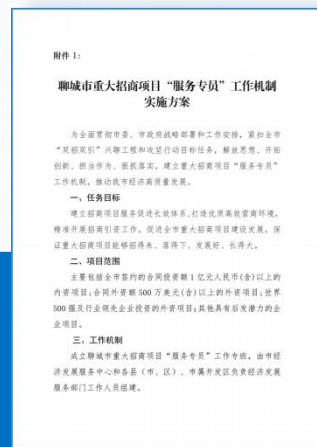 附件 1：
聊城市重大招商项目“服务专员”工作机制
实施方案
为全面贯彻市委、市政府战略部署和工作安排，紧扣全市
“双招双引”兴聊工程和攻坚行动目标任务，解放思想、开拓
创新、担当作为、狠抓落实，建立重大招商项目“服务专员”
工作机制，推动我市经济高质量发展。
一、任务目标
建立招商项目服务促进长效体系，打造优质高效营商环境，
精准开展招商引资工作，促进全市重大招商项目建设发展，保
证重大招商项目能够招得来、落得下、发展好、长得大。
二、项目范围
主要包括全市签约的合同投资额 1 亿元人民币(含)以上的
内资项目；合同外资额 500 万美元(含)以上的外资项目；世界
500 强及行业领先企业投资的外资项目；其他具有后发潜力的企
业项目。
三、工作机制
成立聊城市重大招商项目“服务专员”工作专班，由市经
济发展服务中心和各县（市、区）、市属开发区负责经济发展
服务部门工作人员组建。